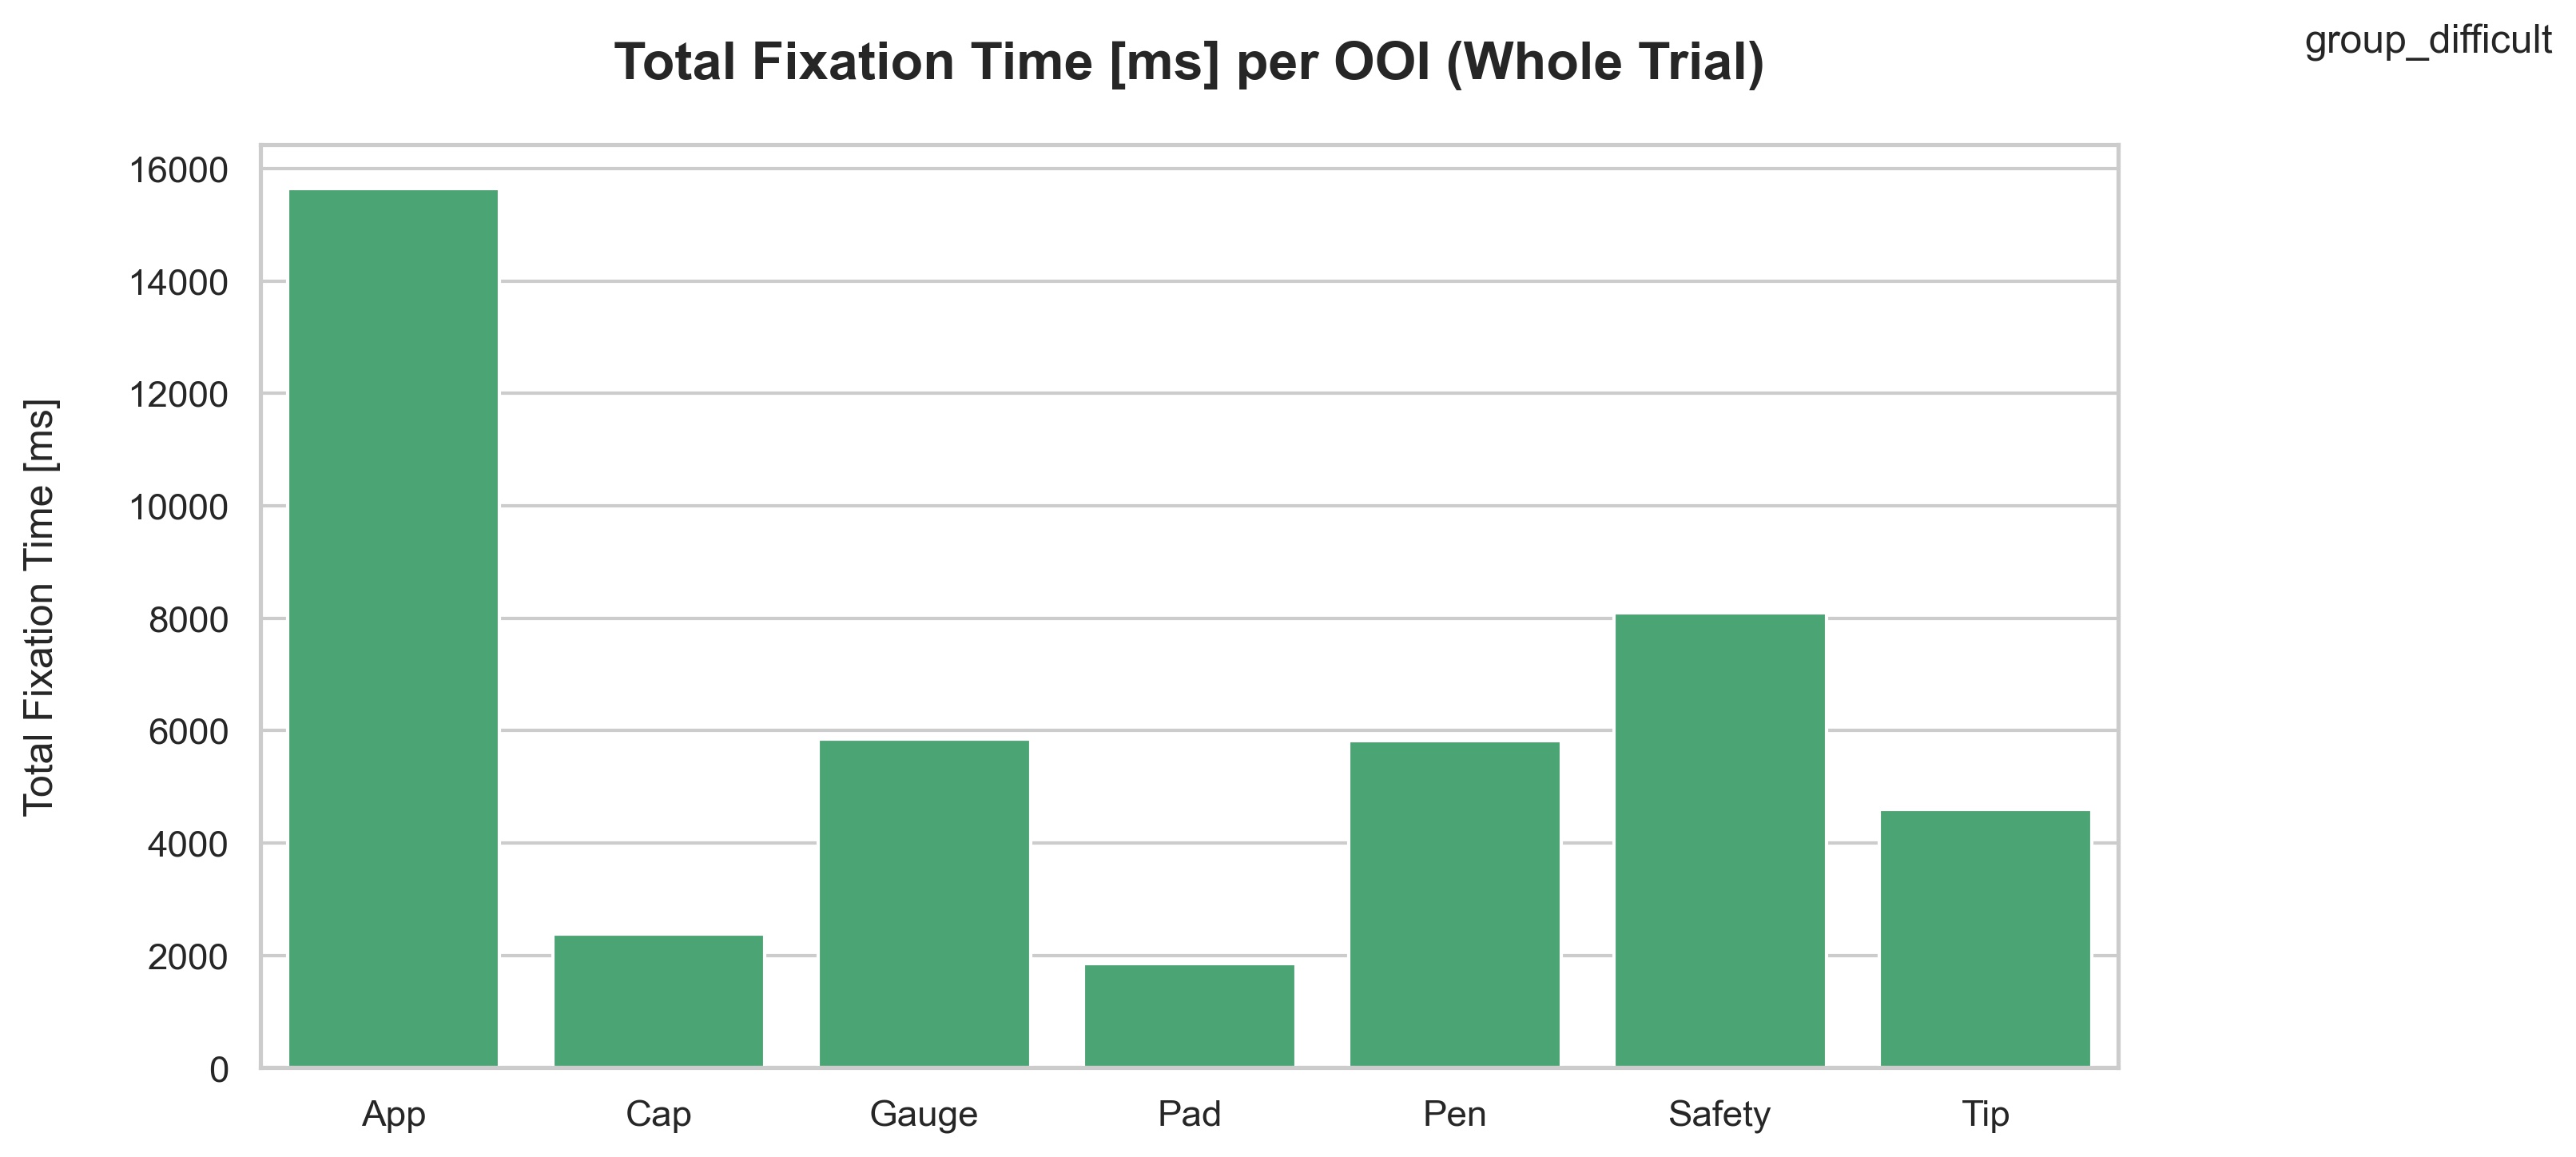 group_difficult
Total Fixation Time [ms] per OOI (Whole Trial)
Total Fixation Time [ms]
16000
14000
12000
10000
8000
6000
4000
2000
0
App Cap Gauge Pad Pen Safety Tip